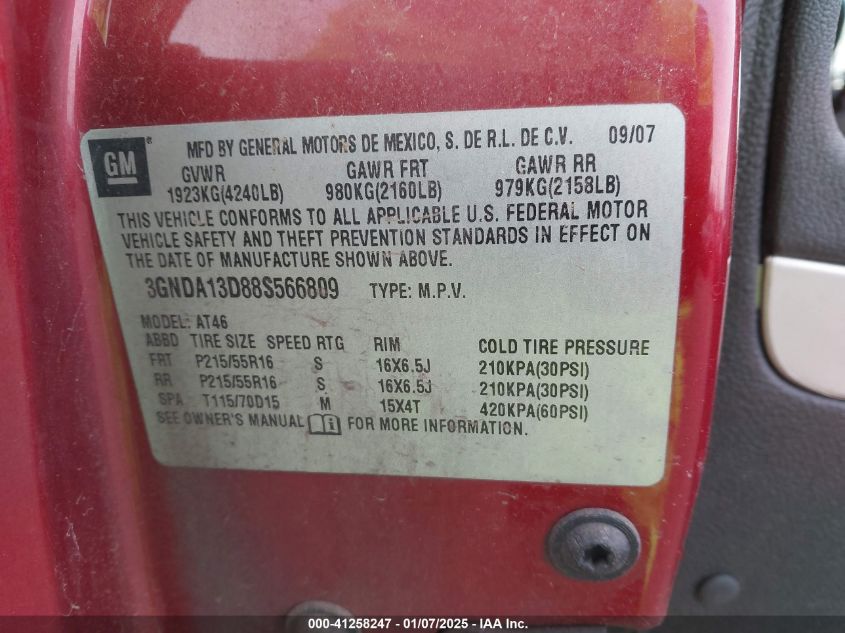 GM ®
MFD BY GENERAL MOTORS DE MEXICO, S. DE R.L. DE C.V. 09/07
GVWR GAWR FRT GAWR RR
1923KG(4240LB) 980KG(2160LB) 979KG(2158LB)
THIS VEHICLE CONFORMS TO ALL APPLICABLE U.S. FEDERAL MOTOR
VEHICLE SAFETY AND THEFT PREVENTION STANDARDS IN EFFECT ON
THE DATE OF MANUFACTURE SHOWN ABOVE.
3GNDA13D88S566809 TYPE: M.P.V.
MODEL: AT46
ABBD TIRE SIZE SPEED RTG RIM COLD TIRE PRESSURE
FRT P215/55R16 S 16X6.5J 210KPA(30PSI)
RR P215/55R16 S 16X6.5J 210KPA(30PSI)
SPA T115/70D15 M 15X4T 420KPA(60PSI)
SEE OWNER'S MANUAL FOR MORE INFORMATION.
000-41258247 - 01/07/2025 - IAA Inc.